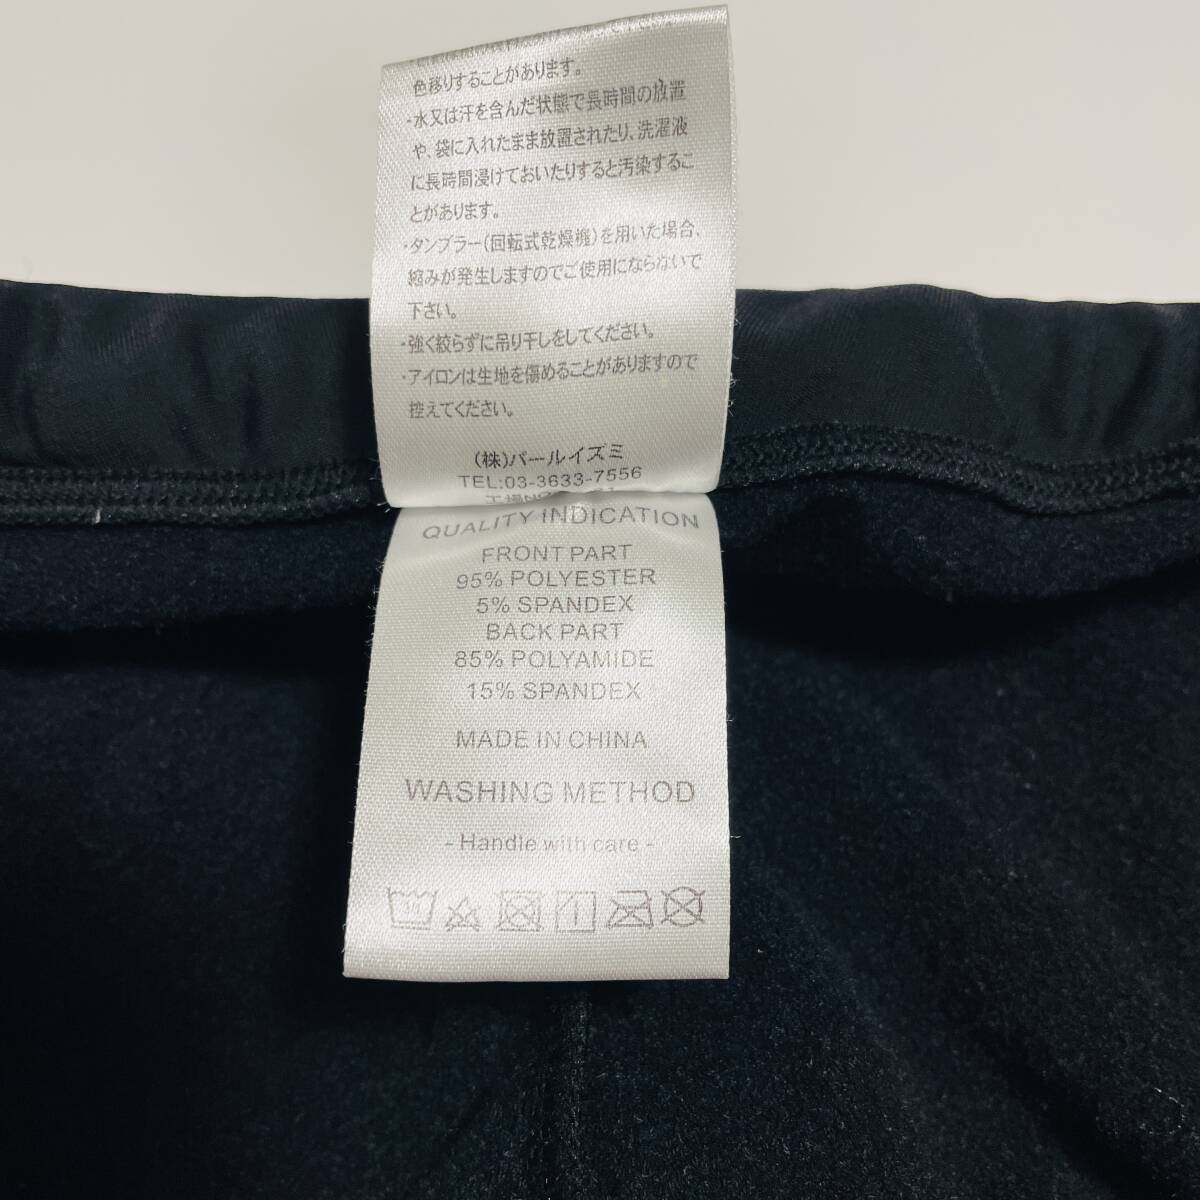 色移りすることがあります。
・水又は汗を含んだ状態で長時間の放置
や、袋に入れたまま放置されたり、洗濯液
に長時間浸けておいたりすると汚染するこ
とがあります。
・タンブラー(回転式乾燥機)を用いた場合、
縮みが発生しますのでご使用にならないで
下さい。
・強く絞らずに吊り干しをしてください。
・アイロンは生地を傷めることがありますので
控えてください。
(株)パールイズミ
TEL:03-3633-7556
QUALITY INDICATION
FRONT PART
95% POLYESTER
5% SPANDEX
BACK PART
85% POLYAMIDE
15% SPANDEX
MADE IN CHINA
WASHING METHOD
- Handle with care -